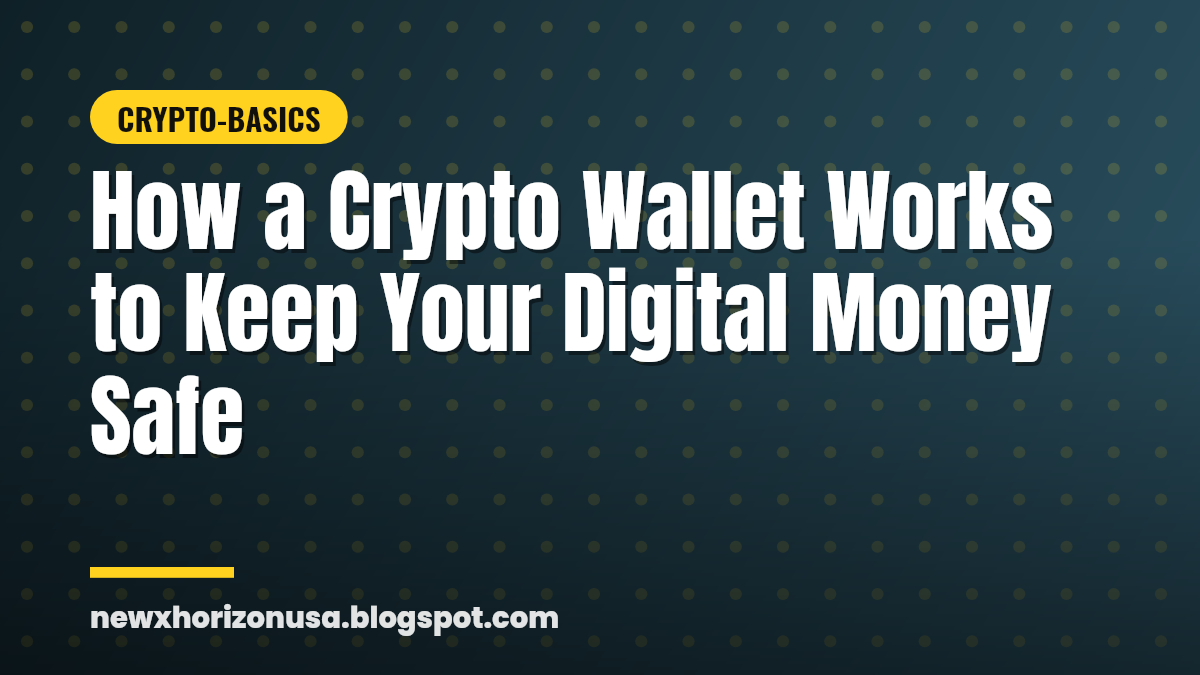 CRYPTO-BASICS
How a Crypto Wallet Works
to Keep Your Digital Money
Safe
newxhorizonusa.blogspot.com